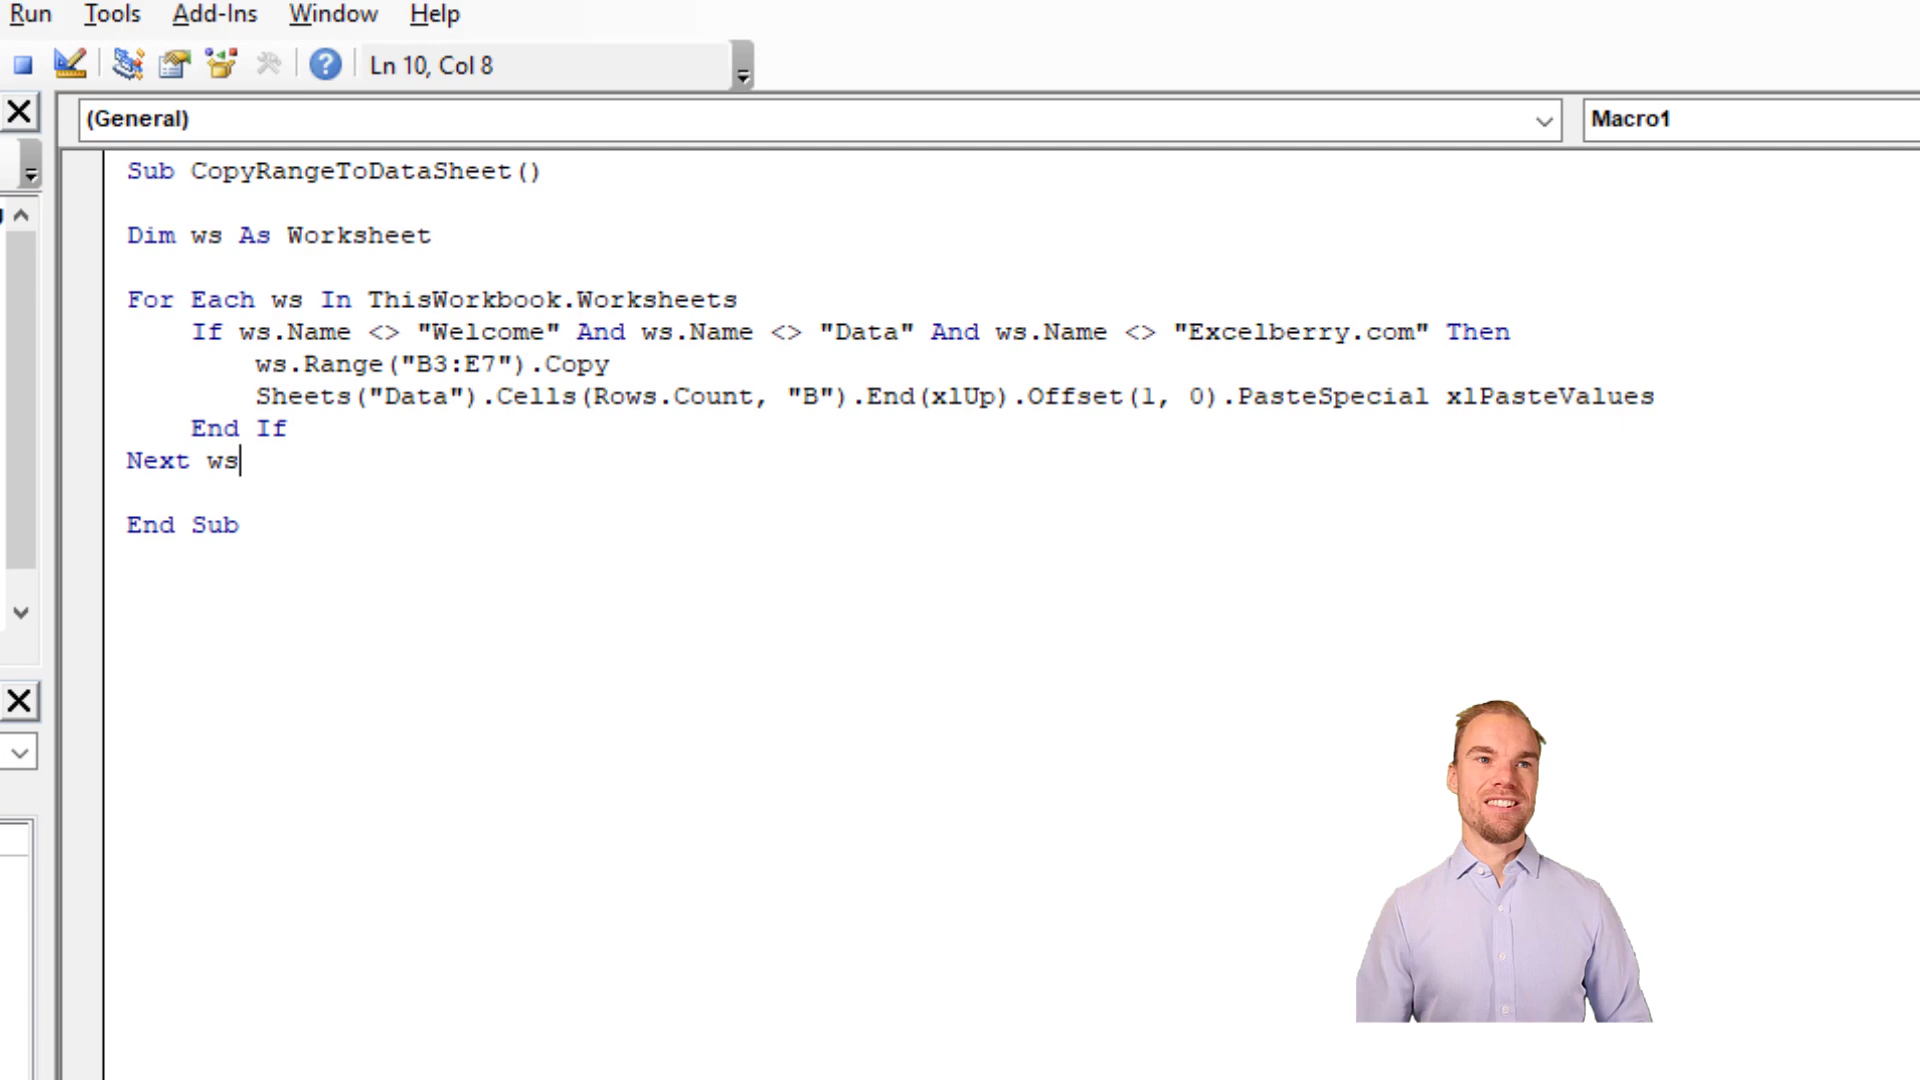 Run Tools Add-Ins Window Help
Ln 10, Col 8
(General) Macro1
Sub CopyRangeToDataSheet()
Dim ws As Worksheet
For Each ws In ThisWorkbook.Worksheets
If ws.Name <> "Welcome" And ws.Name <> "Data" And ws.Name <> "Excelberry.com" Then
ws.Range("B3:E7").Copy
Sheets("Data").Cells(Rows.Count, "B").End(xlUp).Offset(1, 0).PasteSpecial xlPasteValues
End If
Next ws
End Sub